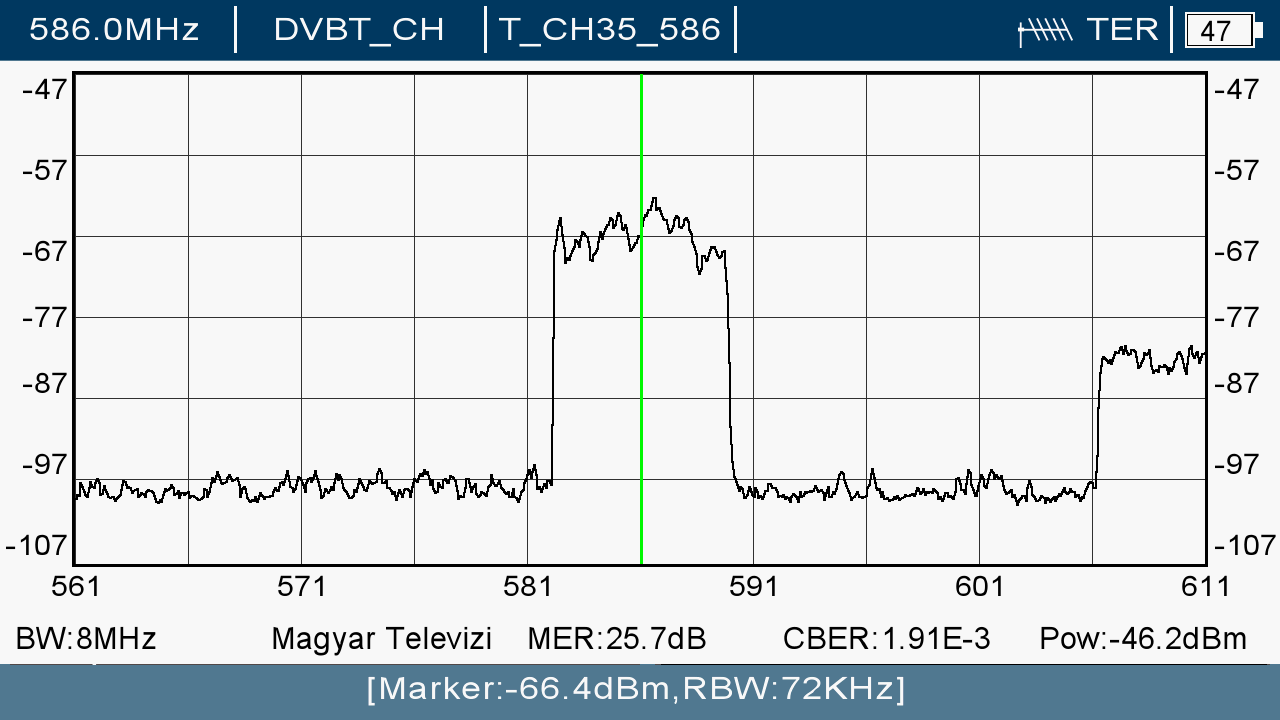 586.0MHz DVBT_CH T_CH35_586 TER 47
-47 -47
-57 -57
-67 -67
-77 -77
-87 -87
-97 -97
-107 -107
561 571 581 591 601 611
BW:8MHz Magyar Televizi MER:25.7dB CBER:1.91E-3 Pow:-46.2dBm
[Marker:-66.4dBm,RBW:72KHz]